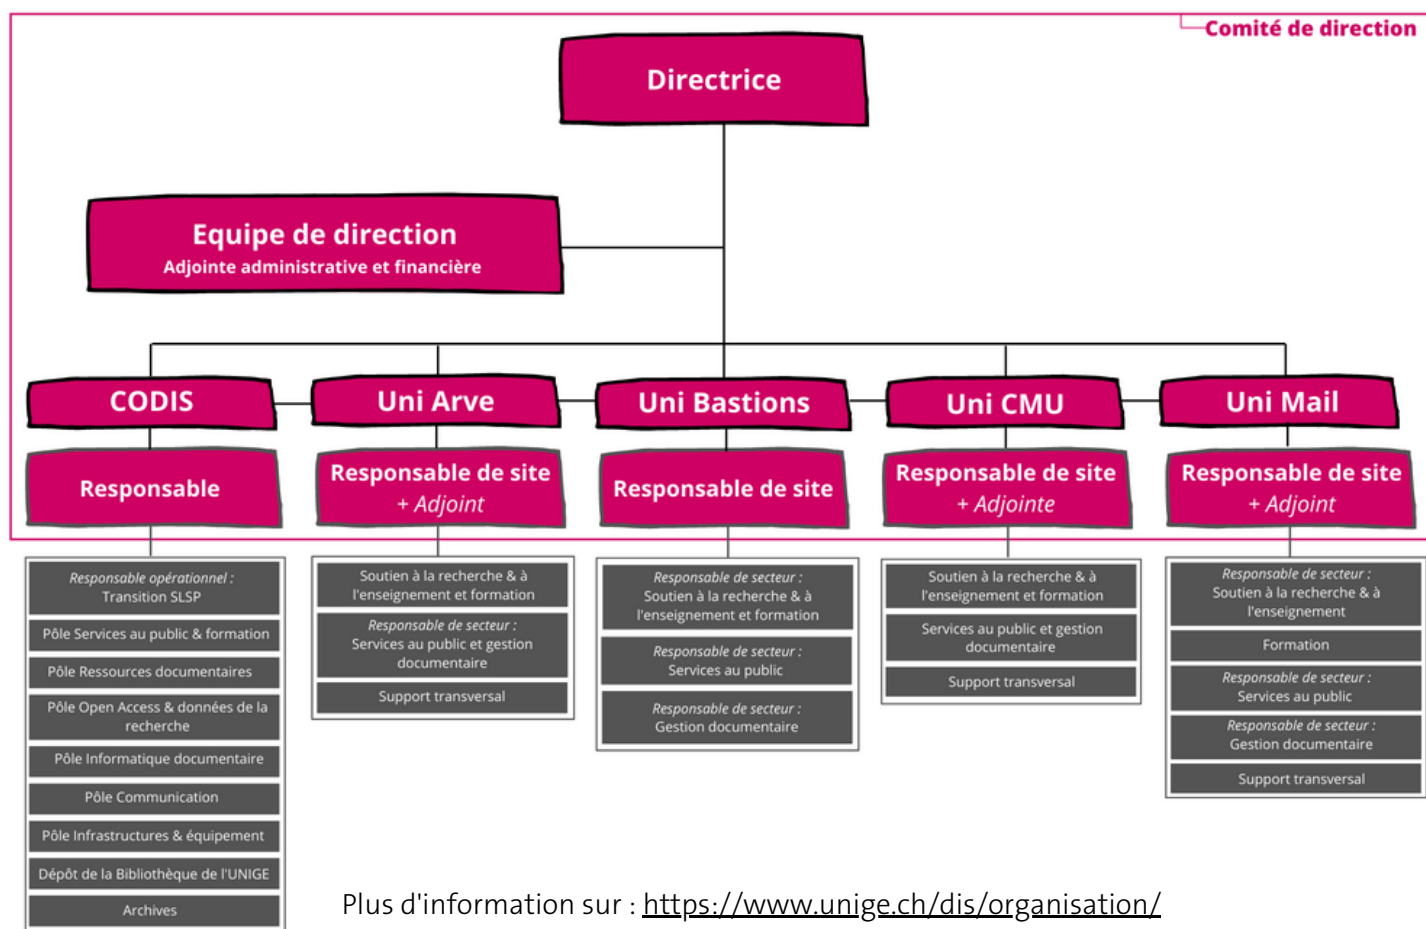 Comité de direction
Directrice
Equipe de direction
Adjointe administrative et financière
CODIS
Uni Arve
Uni Bastions
Uni CMU
Uni Mail
Responsable
Responsable de site
+ Adjoint
Responsable de site
Responsable de site
+ Adjointe
Responsable de site
+ Adjoint
Responsable opérationnel :
Transition SLSP
Pôle Services au public & formation
Pôle Ressources documentaires
Pôle Open Access & données de la
recherche
Pôle Informatique documentaire
Pôle Communication
Pôle Infrastructures & équipement
Dépôt de la Bibliothèque de l'UNIGE
Archives
Soutien à la recherche & à
l'enseignement et formation
Responsable de secteur :
Services au public et gestion
documentaire
Support transversal
Responsable de secteur :
Soutien à la recherche & à
l'enseignement et formation
Responsable de secteur :
Services au public
Responsable de secteur :
Gestion documentaire
Soutien à la recherche & à
l'enseignement et formation
Services au public et gestion
documentaire
Support transversal
Responsable de secteur :
Soutien à la recherche & à
l'enseignement
Formation
Responsable de secteur :
Services au public
Responsable de secteur :
Gestion documentaire
Support transversal
Plus d'information sur : https://www.unige.ch/dis/organisation/